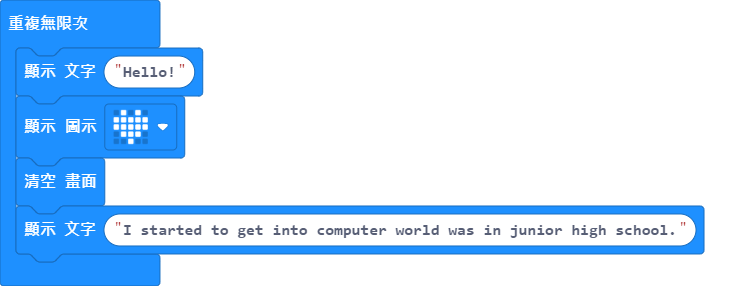 重複無限次
顯示 文字 "Hello!"
顯示 圖示
清空 畫面
顯示 文字 "I started to get into computer world was in junior high school."